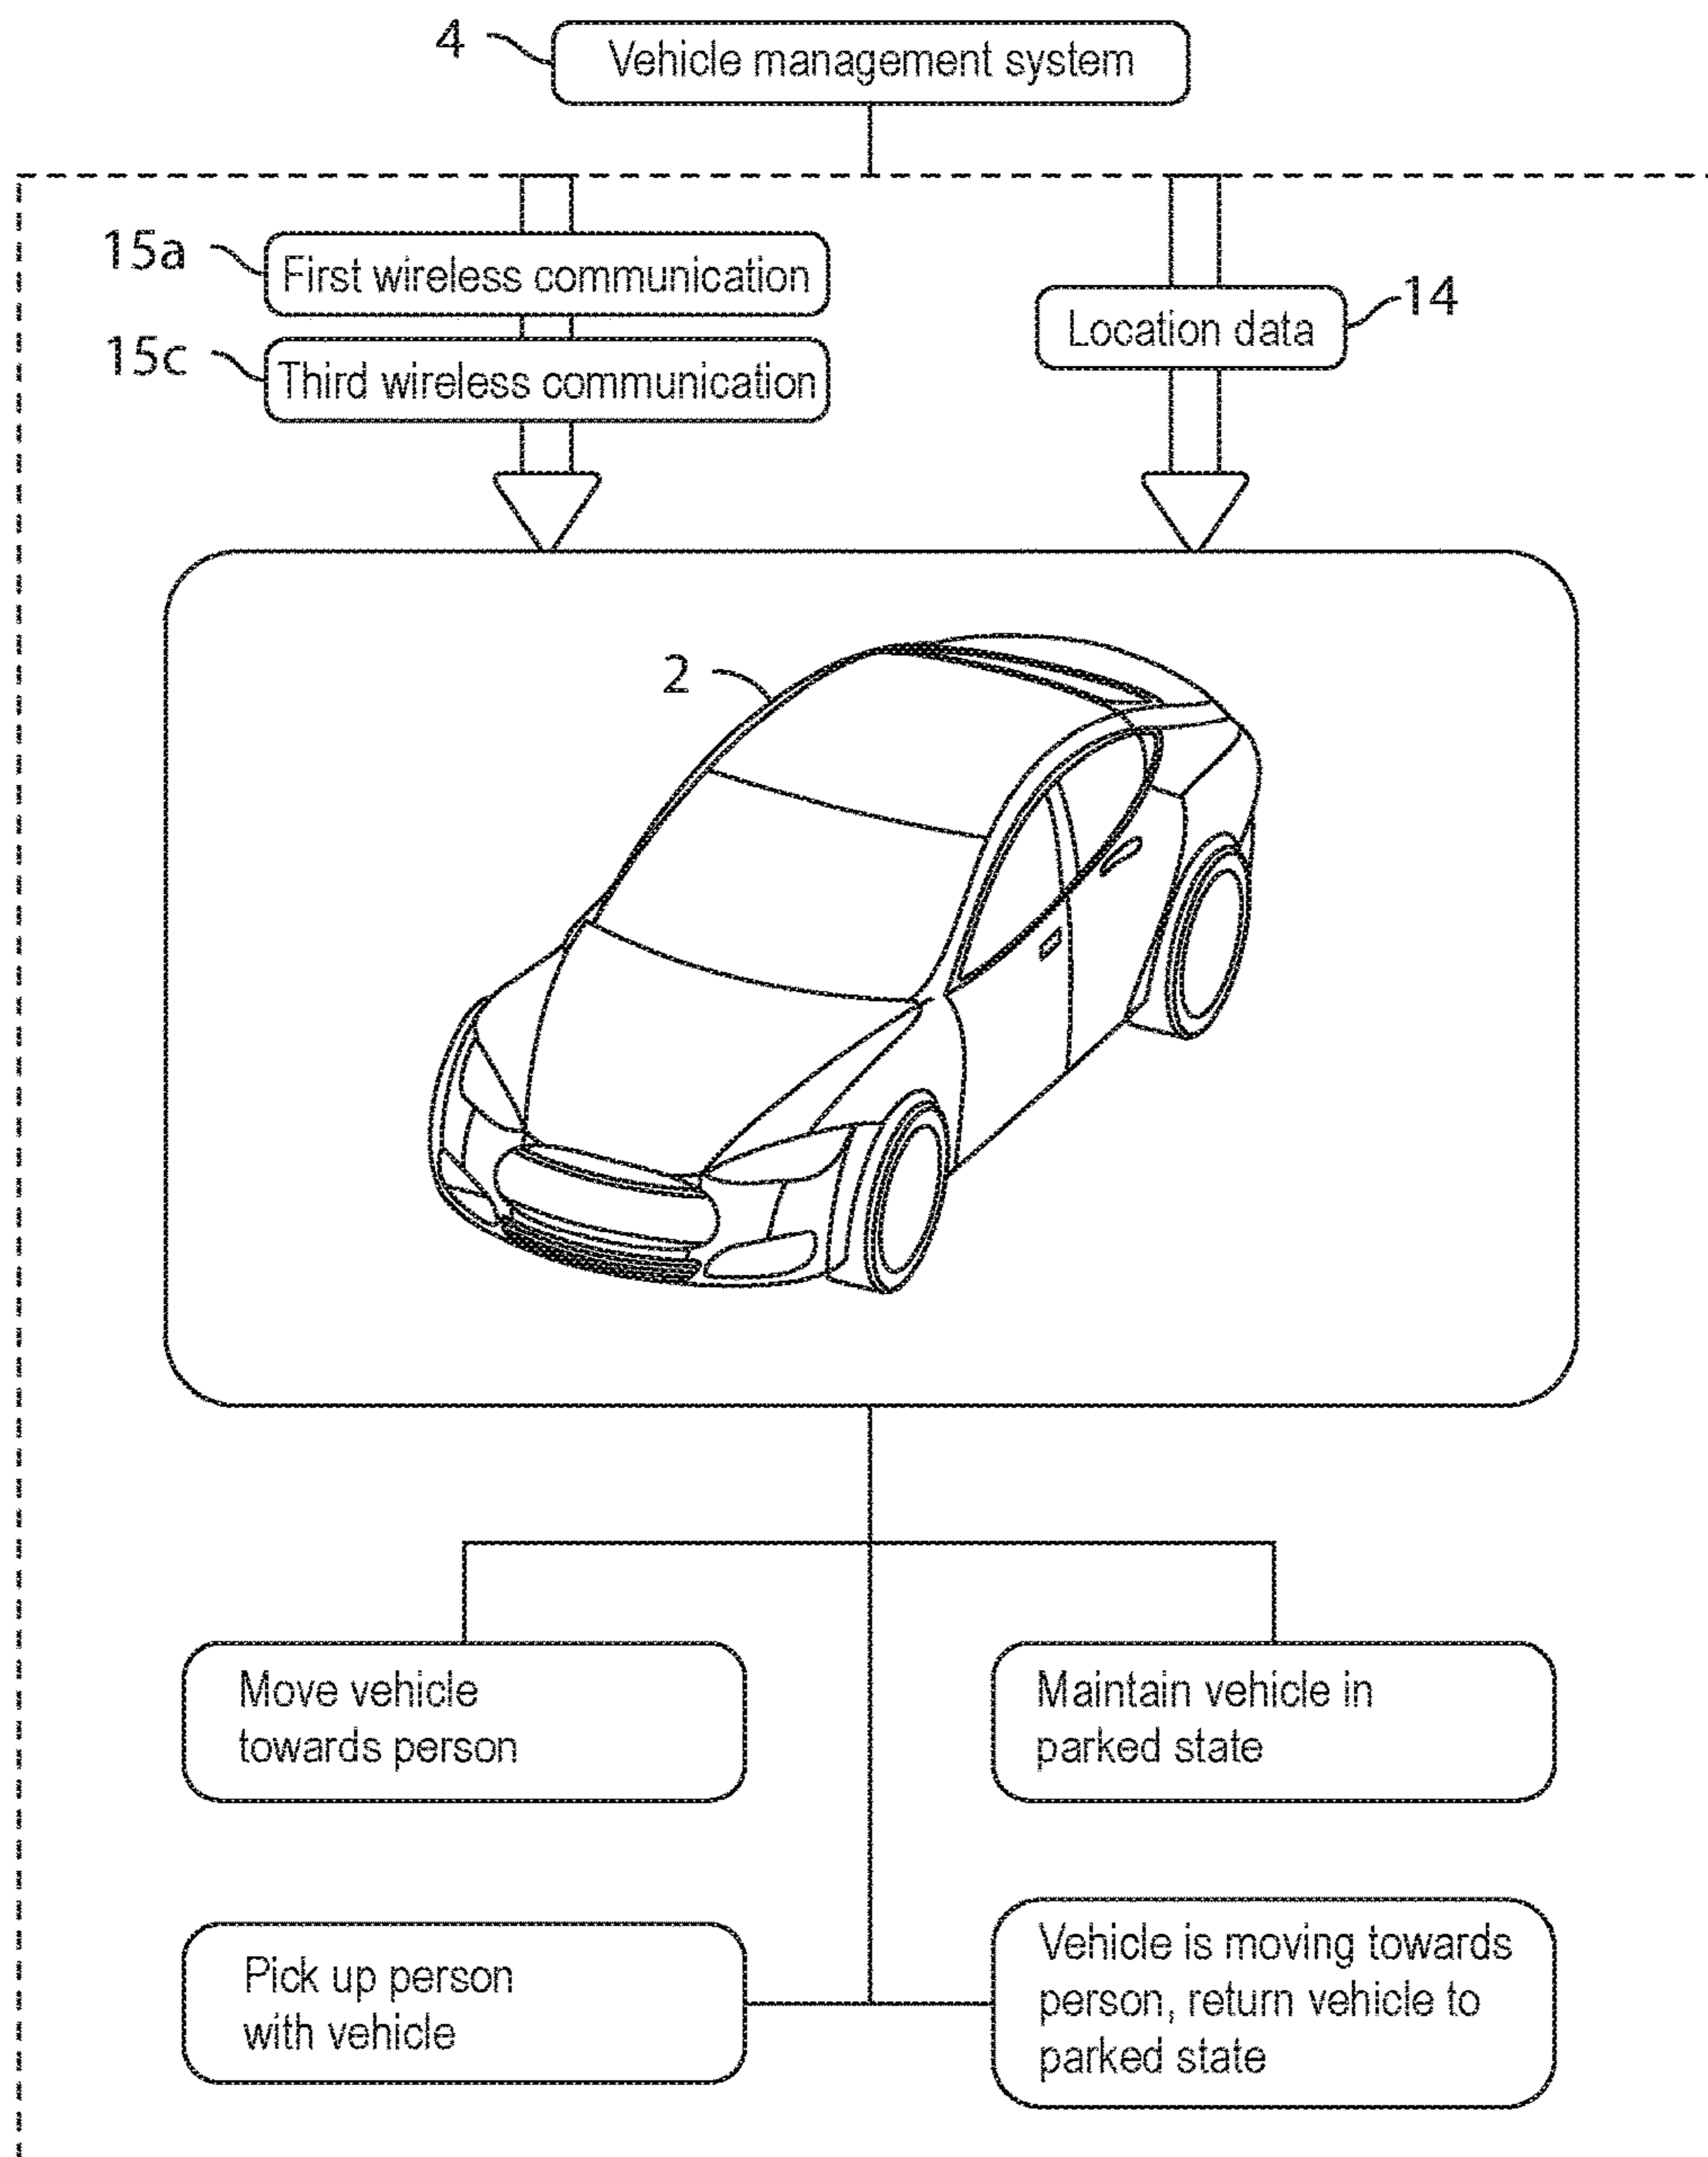 4
Vehicle management system
15a
First wireless communication
15c
Third wireless communication
Location data
14
2
Move vehicle
towards person
Maintain vehicle in
parked state
Pick up person
with vehicle
Vehicle is moving towards
person, return vehicle to
parked state